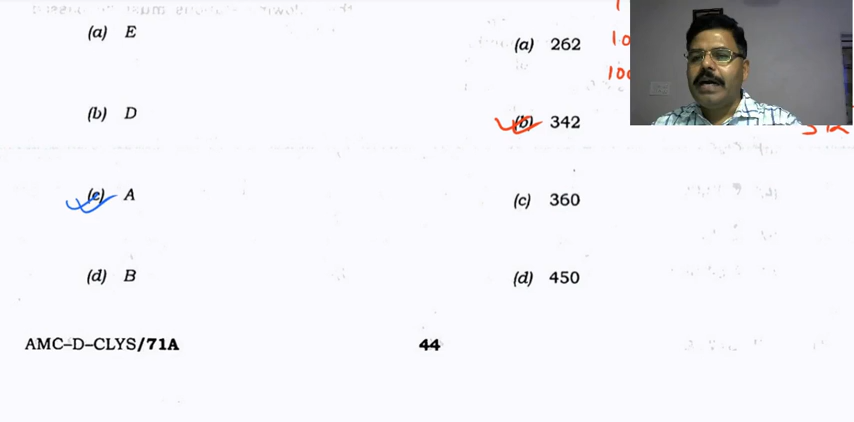 (a) E
(b) D
(c) A
(d) B
(a) 262
(b) 342
(c) 360
(d) 450
AMC–D–CLYS/71A
44